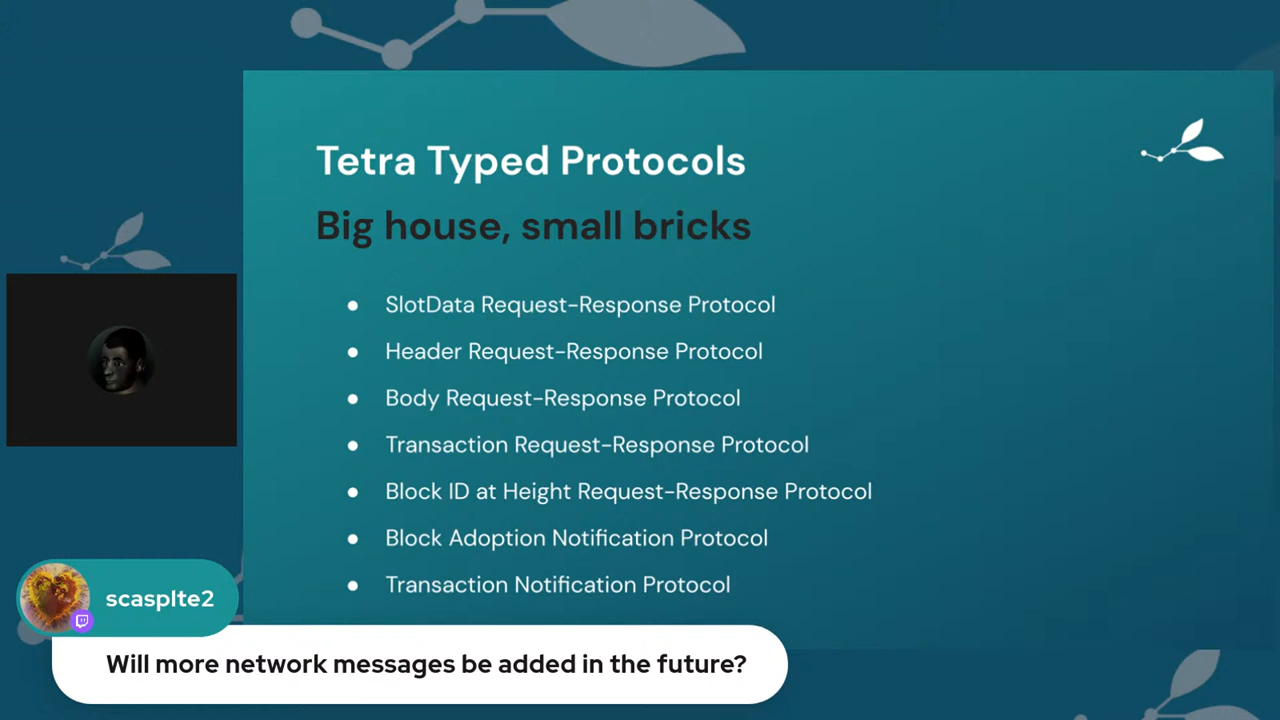 Tetra Typed Protocols
Big house, small bricks
● SlotData Request-Response Protocol
● Header Request-Response Protocol
● Body Request-Response Protocol
● Transaction Request-Response Protocol
● Block ID at Height Request-Response Protocol
● Block Adoption Notification Protocol
● Transaction Notification Protocol
scasplte2
Will more network messages be added in the future?